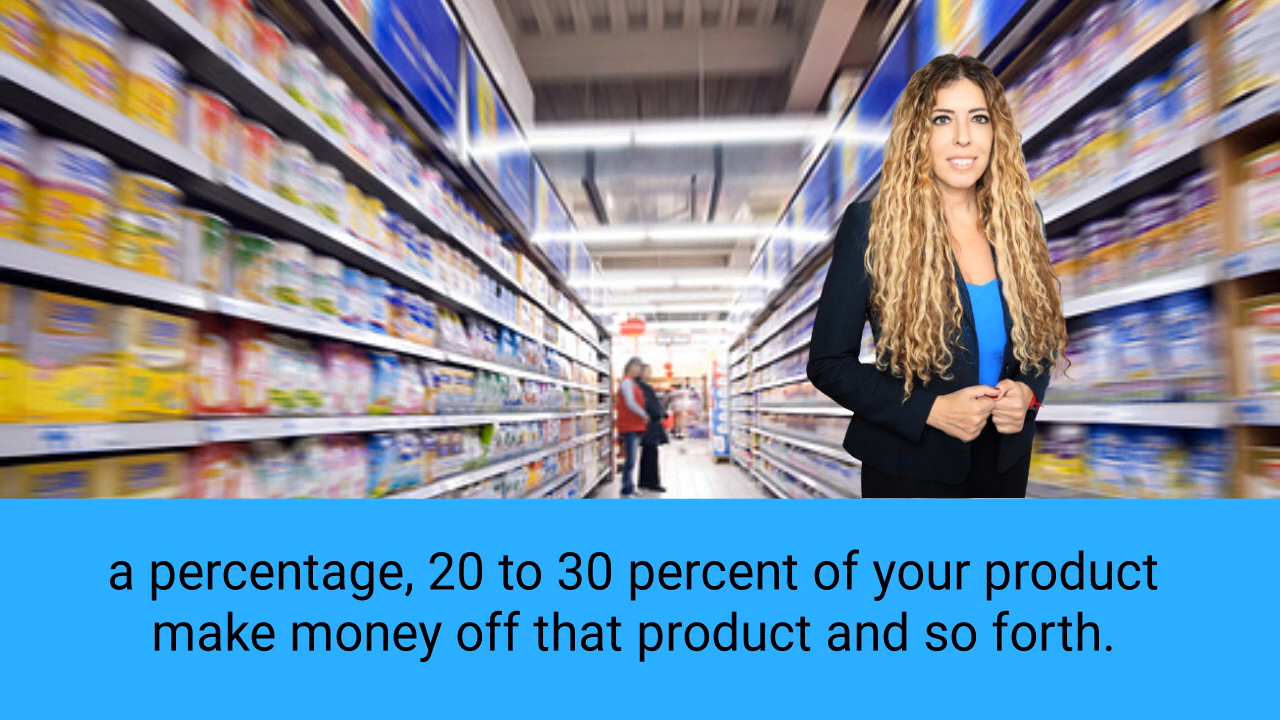 a percentage, 20 to 30 percent of your product
make money off that product and so forth.